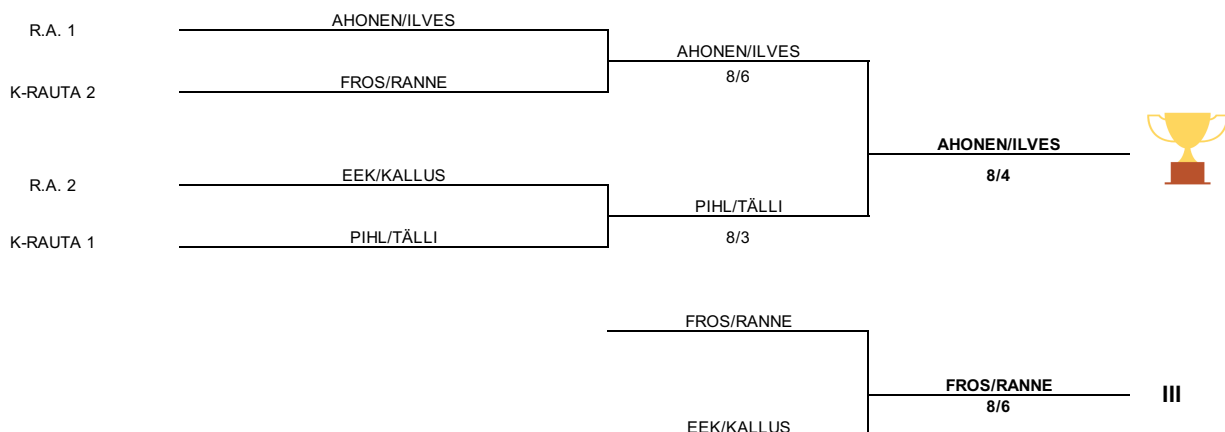 R.A. 1
AHONEN/ILVES
AHONEN/ILVES
8/6
K-RAUTA 2
FROS/RANNE
AHONEN/ILVES
8/4
R.A. 2
EEK/KALLUS
PIHL/TÄLLI
8/3
K-RAUTA 1
PIHL/TÄLLI
FROS/RANNE
FROS/RANNE
8/6
III
EEK/KALLUS